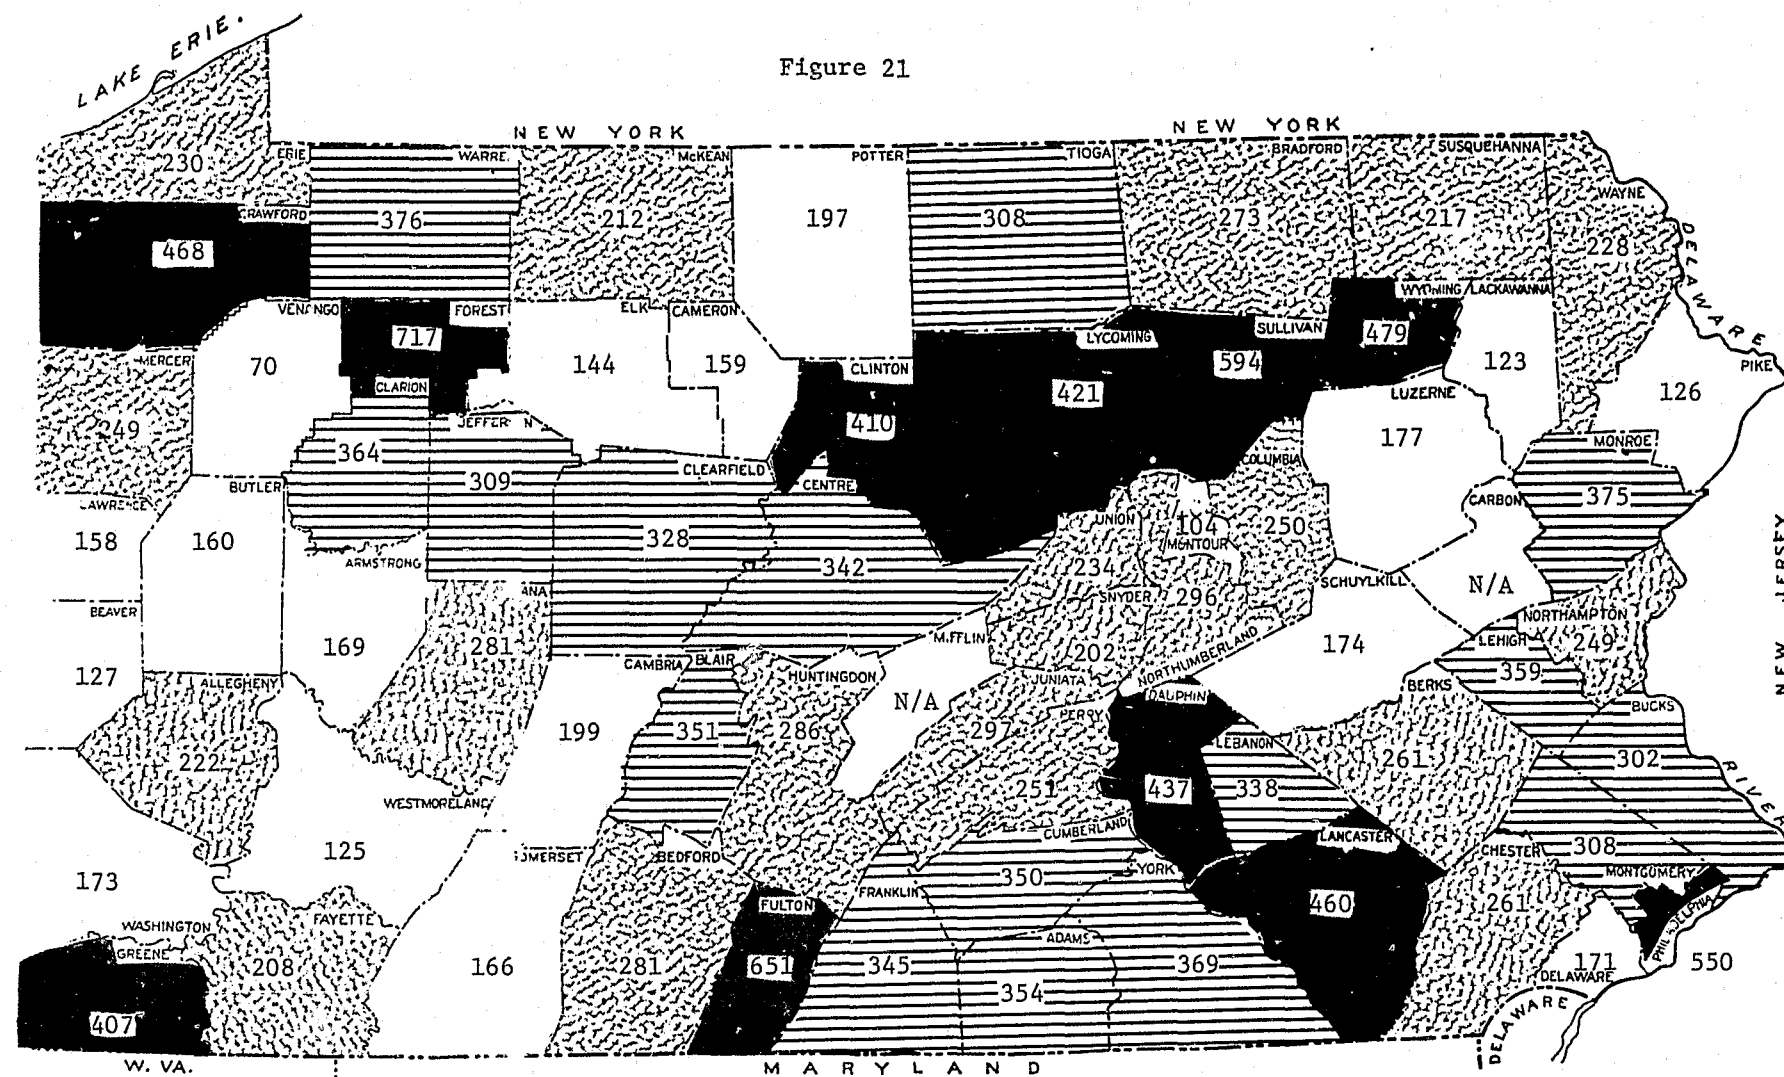 LAKE ERIE.
Figure 21
NEW YORK
NEW YORK
230
ERIE
WARRE
McKEAN
POTTER
TIOGA
BRADFORD
SUSQUEHANNA
WAYNE
376
212
197
308
273
217
228
CRAWFORD
468
DELAWARE
VENANGO
FOREST
ELK
CAMERON
WYOMING
LACKAWANNA
717
LYCOMING
SULLIVAN
479
MERCER
70
144
159
CLINTON
594
123
PIKE
CLARION
421
LUZERNE
126
249
364
JEFFER N
410
177
MONROE
309
CLEARFIELD
CENTRE
COLUMBIA
BUTLER
CARBON
375
LAWRENCE
158
160
328
UNION
104
250
MONTOUR
ARMSTRONG
342
234
SCHUYLKILL
N/A
BEAVER
ANA
SNYDER
296
NORTHAMPTON
NEW JERSEY
127
169
281
MIFFLIN
202
NORTHUMBERLAND
174
LEHIGH
249
359
ALLEGHENY
CAMBRIA
BLAIR
HUNTINGDON
JUNIATA
DAUPHIN
BERKS
N/A
PERRY
BUCKS
222
199
351
286
297
LEBANON
261
302
RIVER
251
437
338
WESTMORELAND
CUMBERLAND
LANCASTER
125
SOMERSET
BEDFORD
YORK
CHESTER
308
173
FRANKLIN
350
MONTGOMERY
FULTON
460
261
PHILADELPHIA
WASHINGTON
FAYETTE
GREENE
ADAMS
208
166
281
651
345
369
171
550
354
DELAWARE
407
DELAWARE
W. VA.
MARYLAND